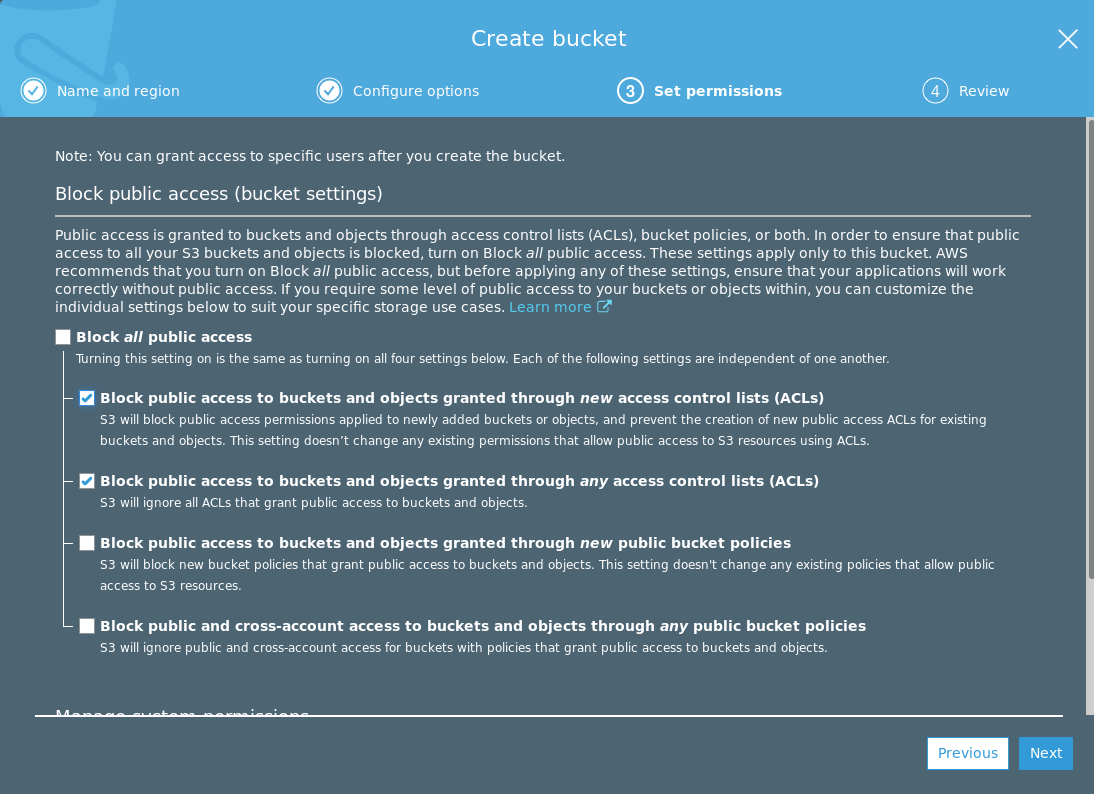 Create bucket
Name and region
Configure options
3 Set permissions
4 Review
Note: You can grant access to specific users after you create the bucket.
Block public access (bucket settings)
Public access is granted to buckets and objects through access control lists (ACLs), bucket policies, or both. In order to ensure that public
access to all your S3 buckets and objects is blocked, turn on Block all public access. These settings apply only to this bucket. AWS
recommends that you turn on Block all public access, but before applying any of these settings, ensure that your applications will work
correctly without public access. If you require some level of public access to your buckets or objects within, you can customize the
individual settings below to suit your specific storage use cases. Learn more
Block all public access
Turning this setting on is the same as turning on all four settings below. Each of the following settings are independent of one another.
Block public access to buckets and objects granted through new access control lists (ACLs)
S3 will block public access permissions applied to newly added buckets or objects, and prevent the creation of new public access ACLs for existing
buckets and objects. This setting doesn’t change any existing permissions that allow public access to S3 resources using ACLs.
Block public access to buckets and objects granted through any access control lists (ACLs)
S3 will ignore all ACLs that grant public access to buckets and objects.
Block public access to buckets and objects granted through new public bucket policies
S3 will block new bucket policies that grant public access to buckets and objects. This setting doesn't change any existing policies that allow public
access to S3 resources.
Block public and cross-account access to buckets and objects through any public bucket policies
S3 will ignore public and cross-account access for buckets with policies that grant public access to buckets and objects.
Manage system permissions
Previous
Next